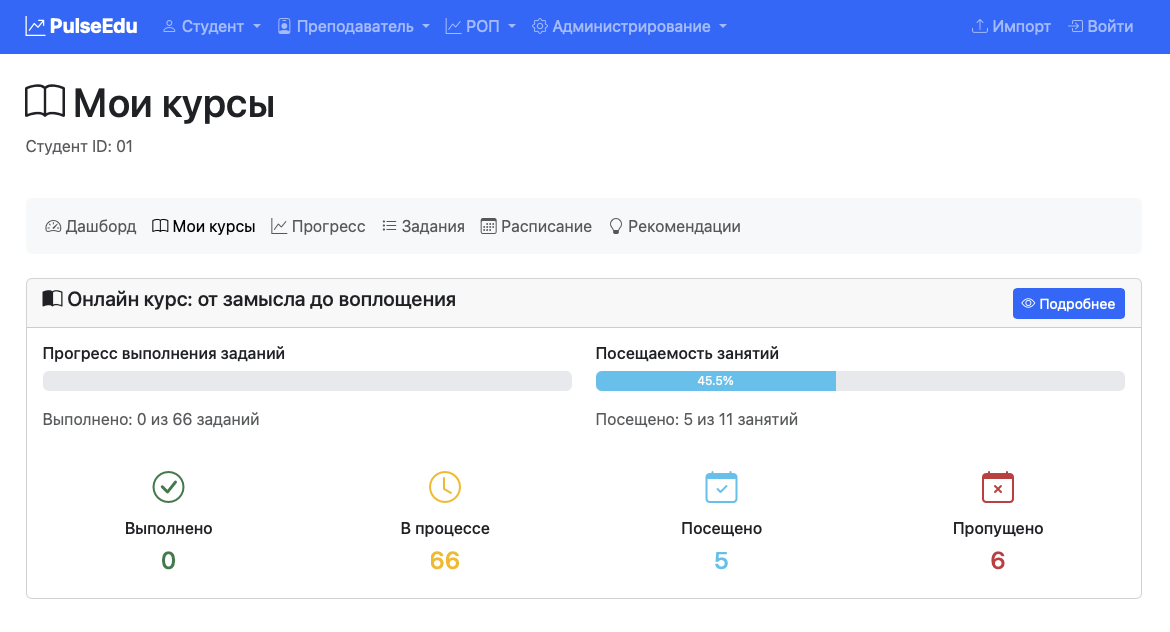 PulseEdu Студент Преподаватель РОП Администрирование Импорт Войти
Мои курсы
Студент ID: 01
Дашборд Мои курсы Прогресс Задания Расписание Рекомендации
Онлайн курс: от замысла до воплощения Подробнее
Прогресс выполнения заданий Посещаемость занятий
45.5%
Выполнено: 0 из 66 заданий Посещено: 5 из 11 занятий
Выполнено В процессе Посещено Пропущено
0 66 5 6